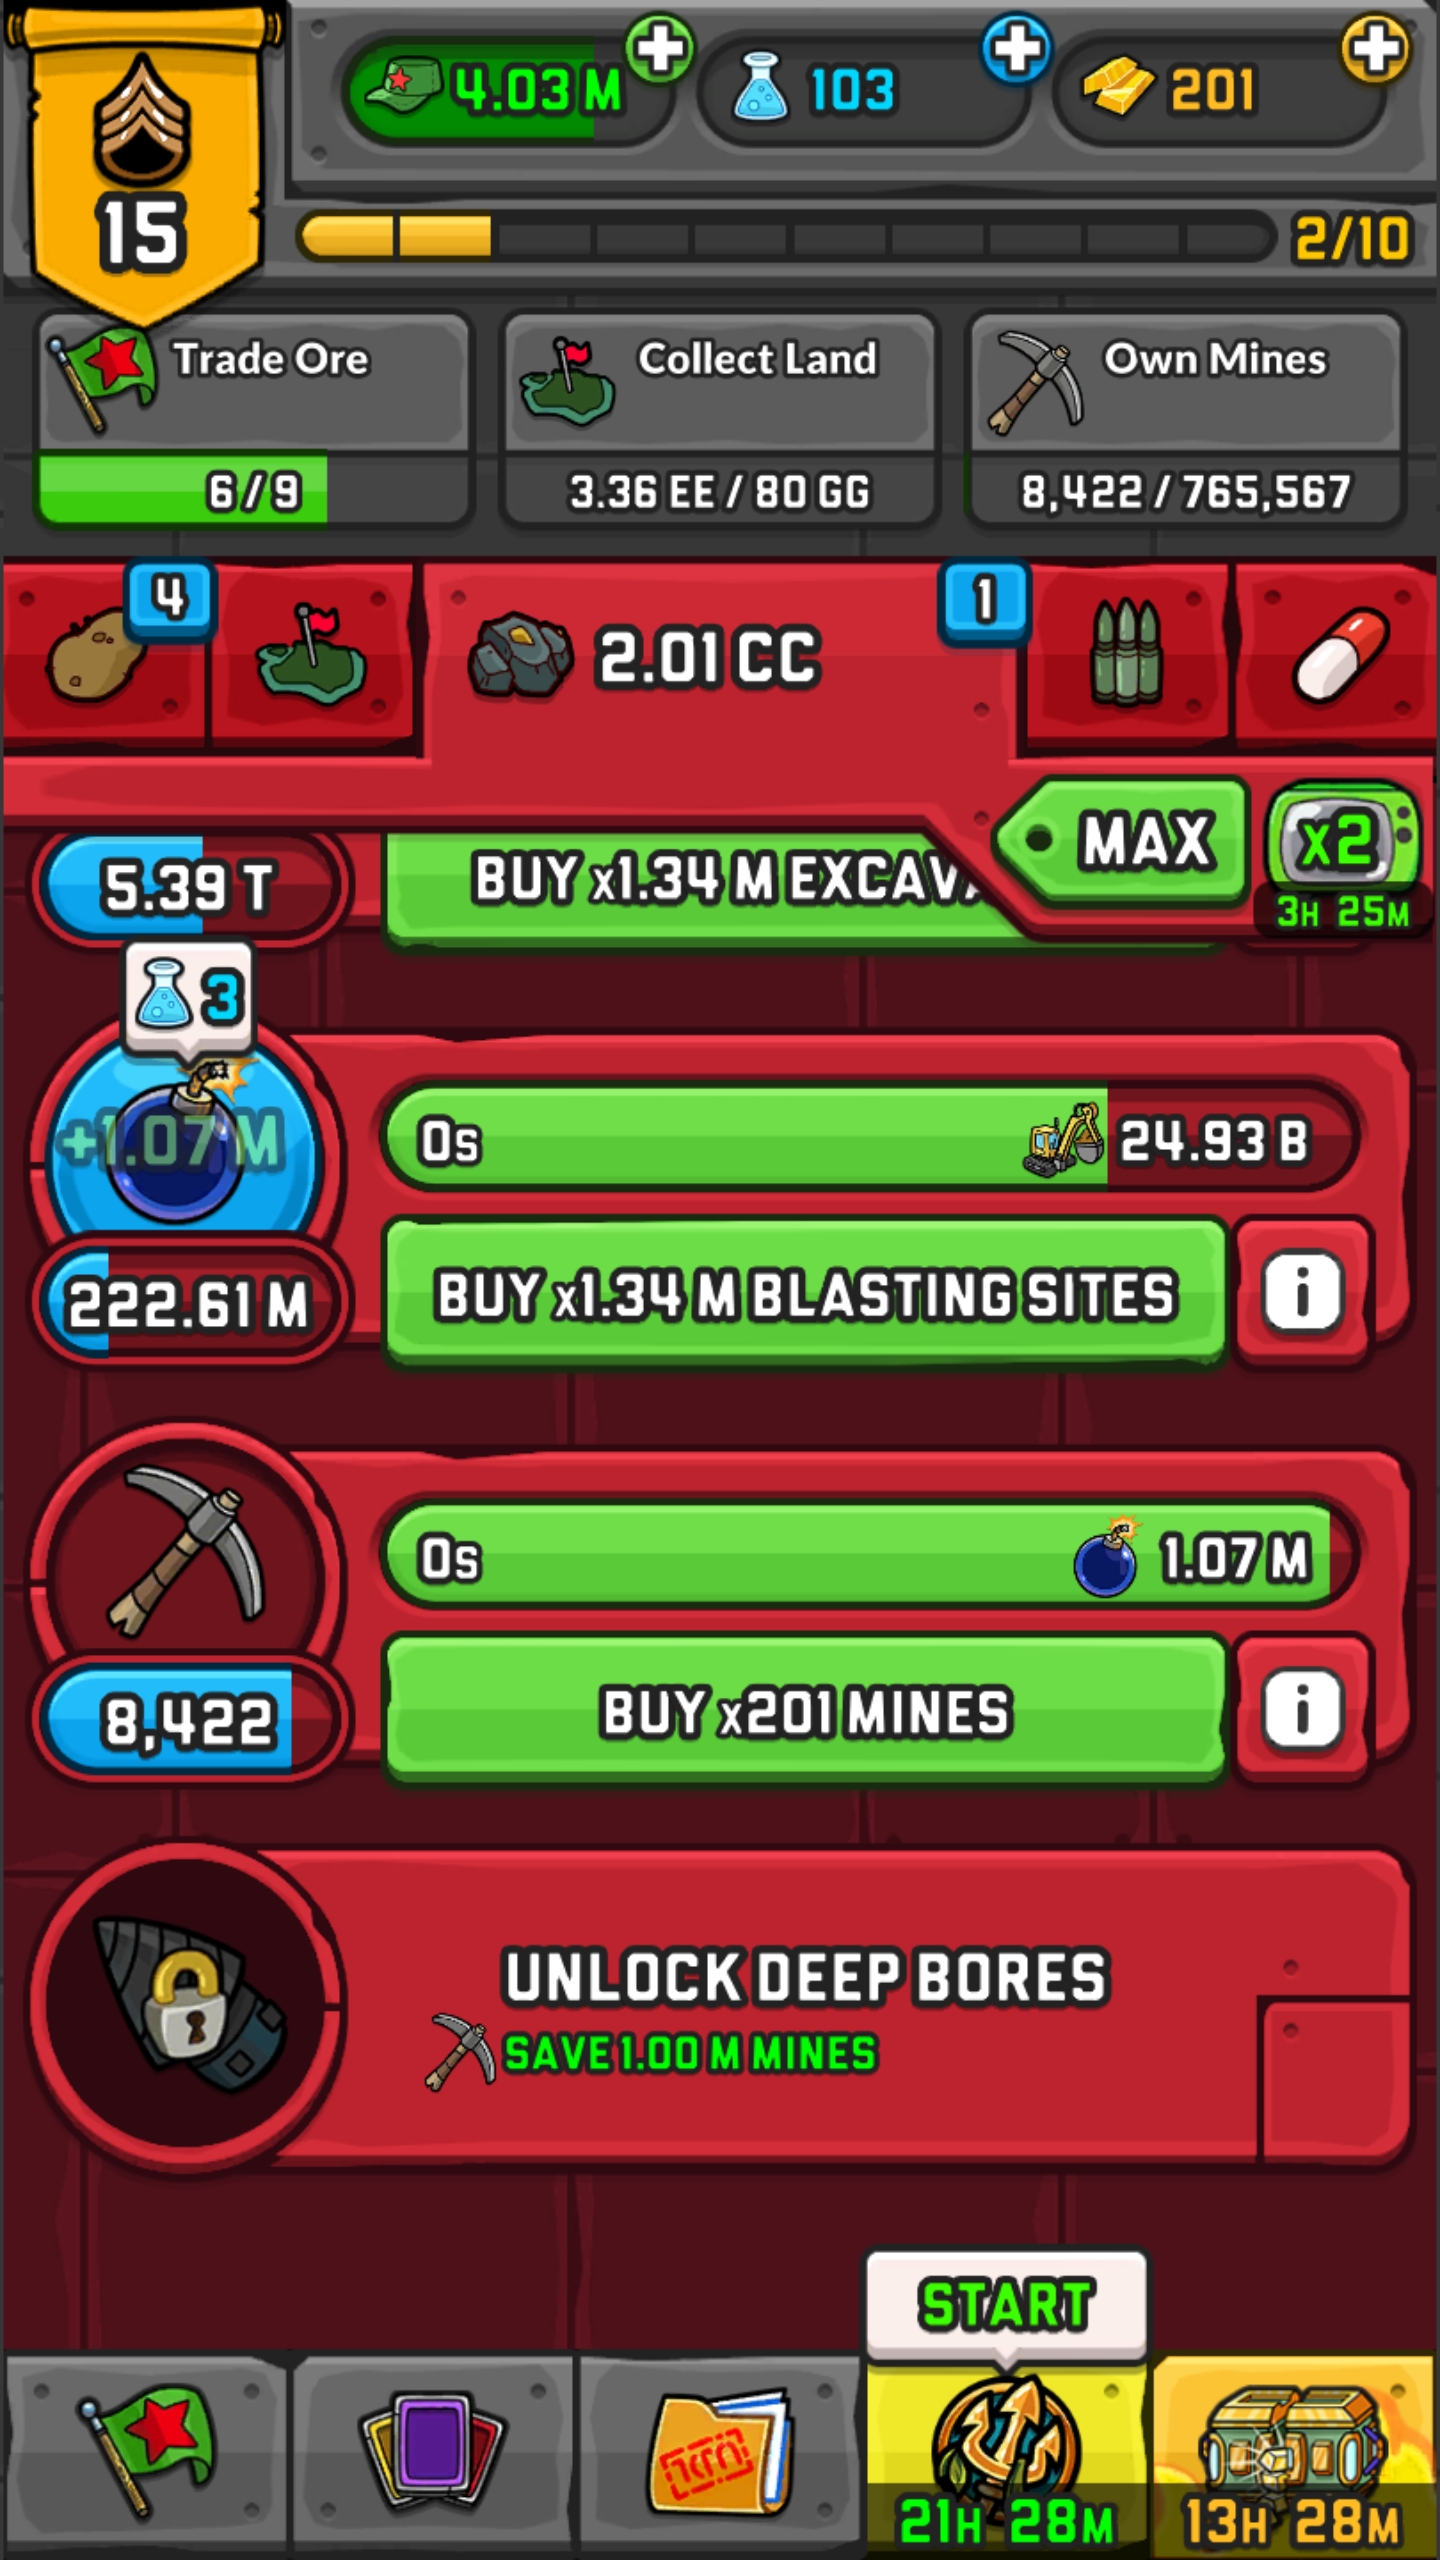 4.03 M
103
201
15
2/10
Trade Ore
Collect Land
Own Mines
6/9
3.36 EE / 80 GG
8,422 / 765,567
4
2.01 CC
1
MAX
x2
3H 25M
5.39 T
BUY x1.34 M EXCAV
3
+1.07 M
0s
24.93 B
222.61 M
BUY x1.34 M BLASTING SITES
i
0s
1.07 M
8,422
BUY x201 MINES
i
UNLOCK DEEP BORES
SAVE 1.00 M MINES
START
21H 28M
13H 28M